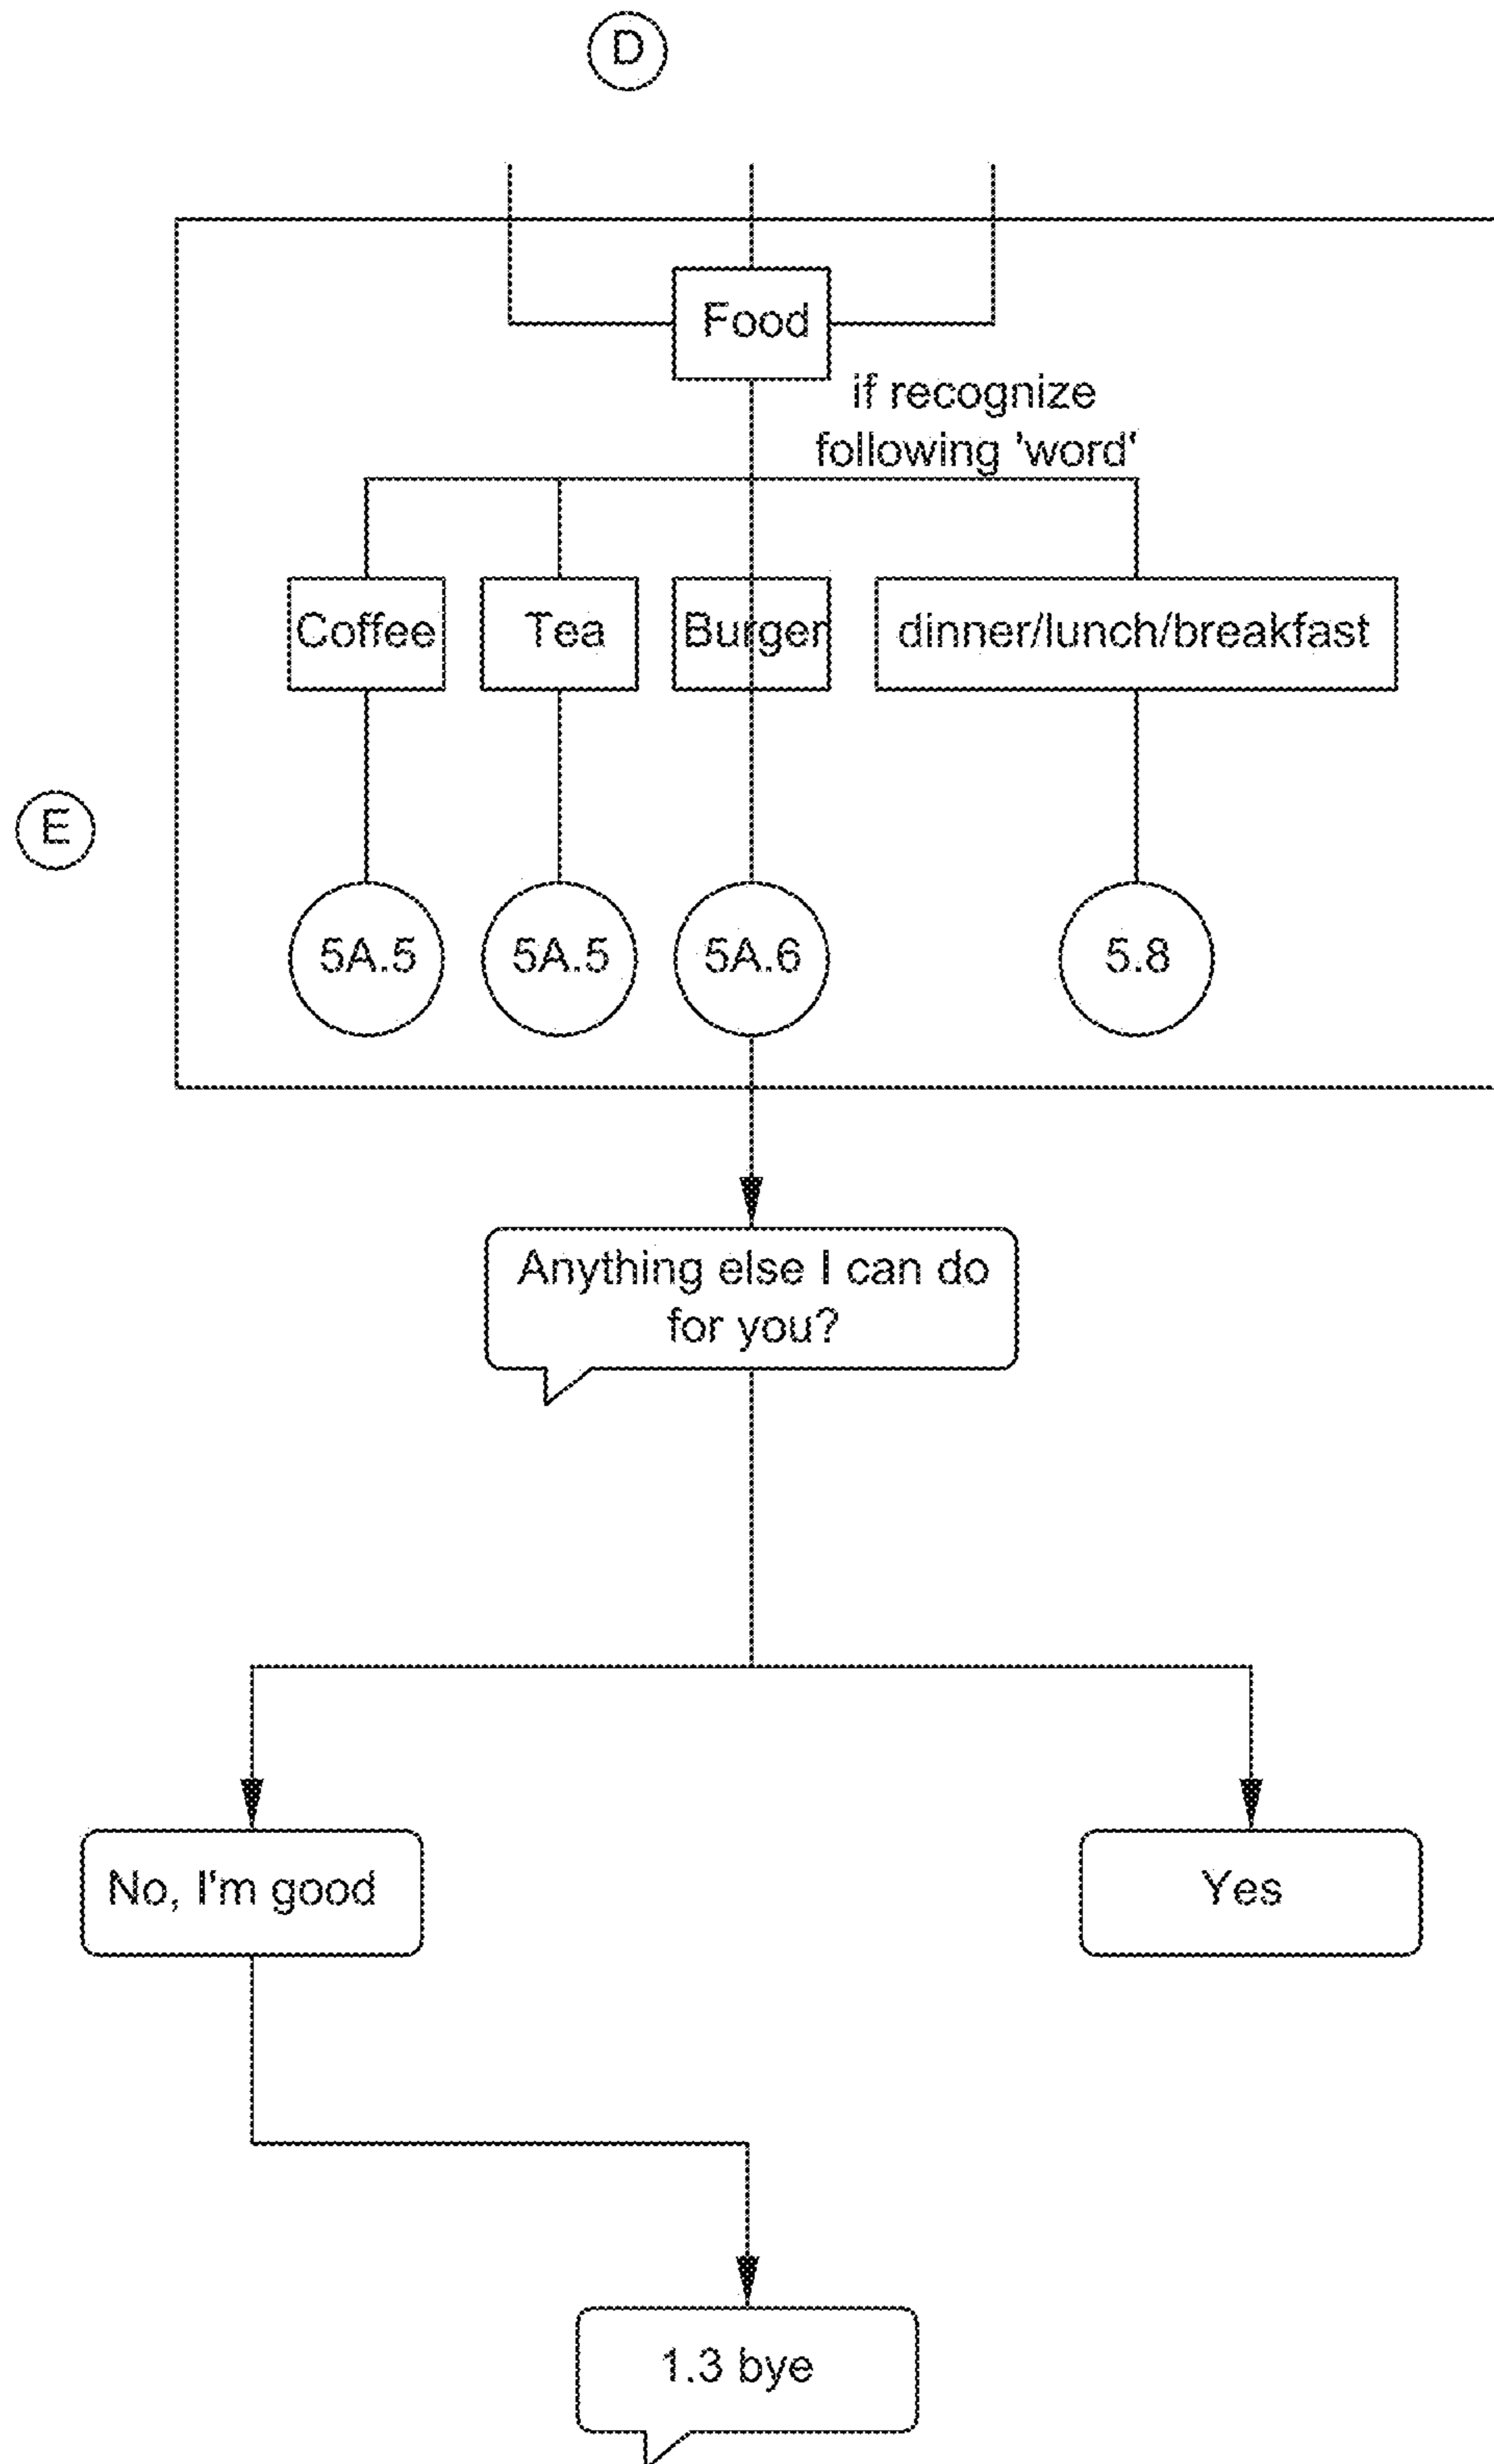 D
Food
if recognize
following 'word'
Coffee
Tea
Burger
dinner/lunch/breakfast
E
5A.5
5A.5
5A.6
5.8
Anything else I can do
for you?
No, I'm good
Yes
1.3 bye